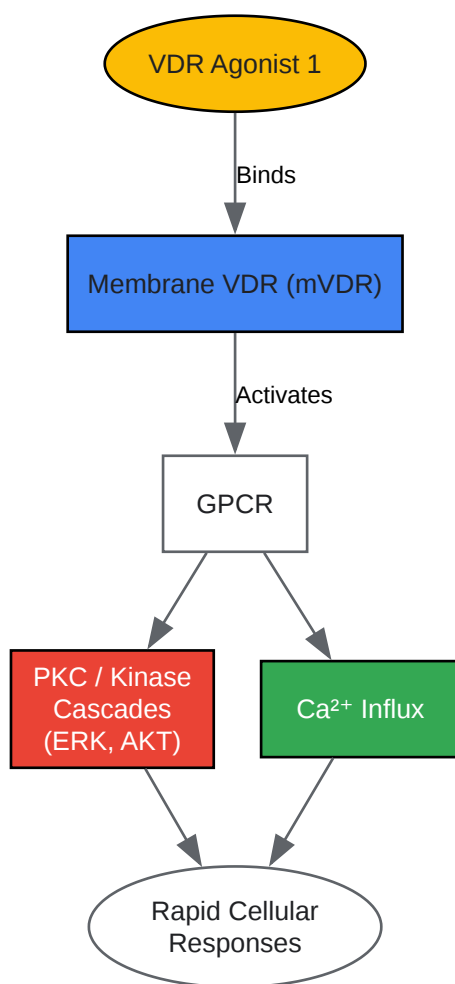 VDR Agonist 1
Binds
Membrane VDR (mVDR)
Activates
GPCR
PKC / Kinase
Cascades
(ERK, AKT)
Ca²⁺ Influx
Rapid Cellular
Responses